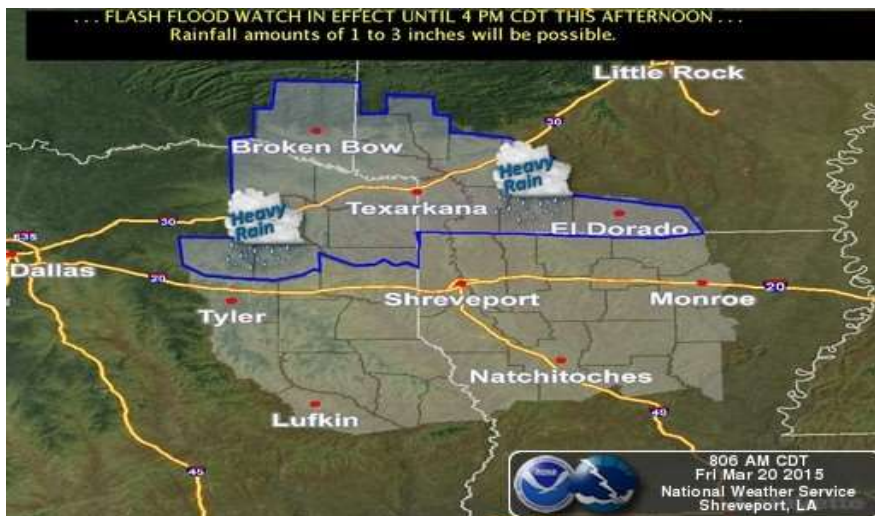 . . . FLASH FLOOD WATCH IN EFFECT UNTIL 4 PM CDT THIS AFTERNOON . . .
Rainfall amounts of 1 to 3 inches will be possible.
Little Rock
30
Broken Bow
Heavy
Rain
Texarkana
Heavy
Rain
30
El Dorado
35
Dallas
20
Shreveport
Monroe
20
Tyler
Natchitoches
Lufkin
49
45
806 AM CDT
Fri Mar 20 2015
National Weather Service
Shreveport, LA